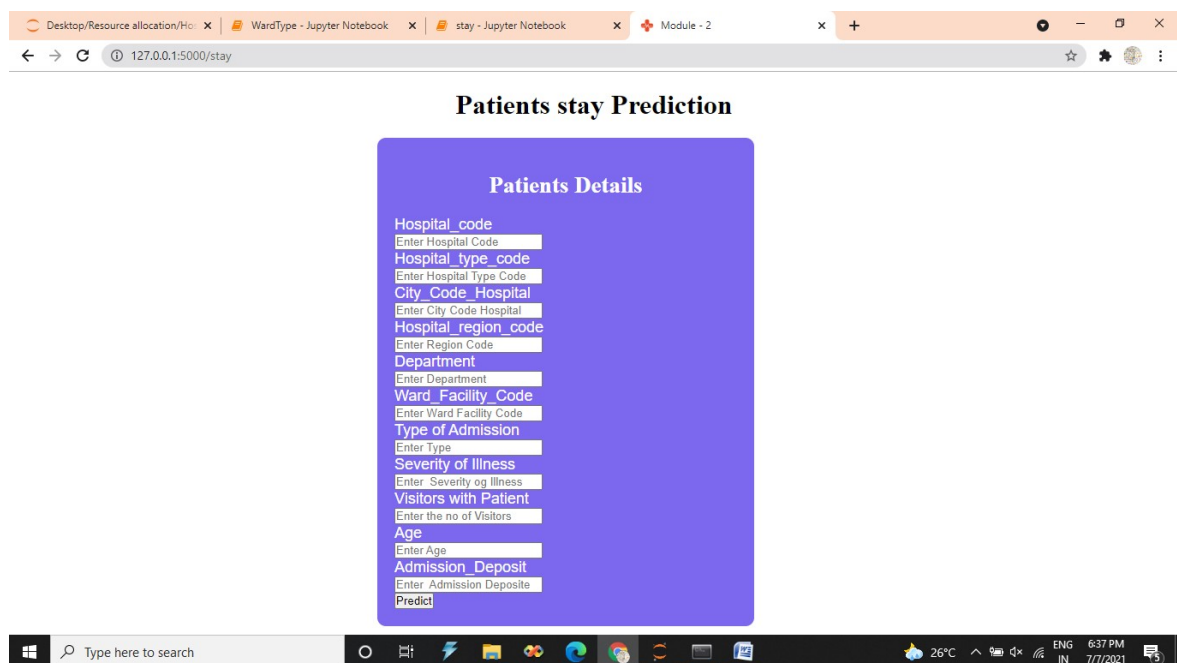 Desktop/Resource allocation/Ho
WardType - Jupyter Notebook
stay - Jupyter Notebook
Module - 2
127.0.0.1:5000/stay
Patients stay Prediction
Patients Details
Hospital_code
Enter Hospital Code
Hospital_type_code
Enter Hospital Type Code
City_Code_Hospital
Enter City Code Hospital
Hospital_region_code
Enter Region Code
Department
Enter Department
Ward_Facility_Code
Enter Ward Facility Code
Type of Admission
Enter Type
Severity of Illness
Enter Severity og Illness
Visitors with Patient
Enter the no of Visitors
Age
Enter Age
Admission_Deposit
Enter Admission Deposite
Predict
Type here to search
26°C
ENG
IN
6:37 PM
7/7/2021
5